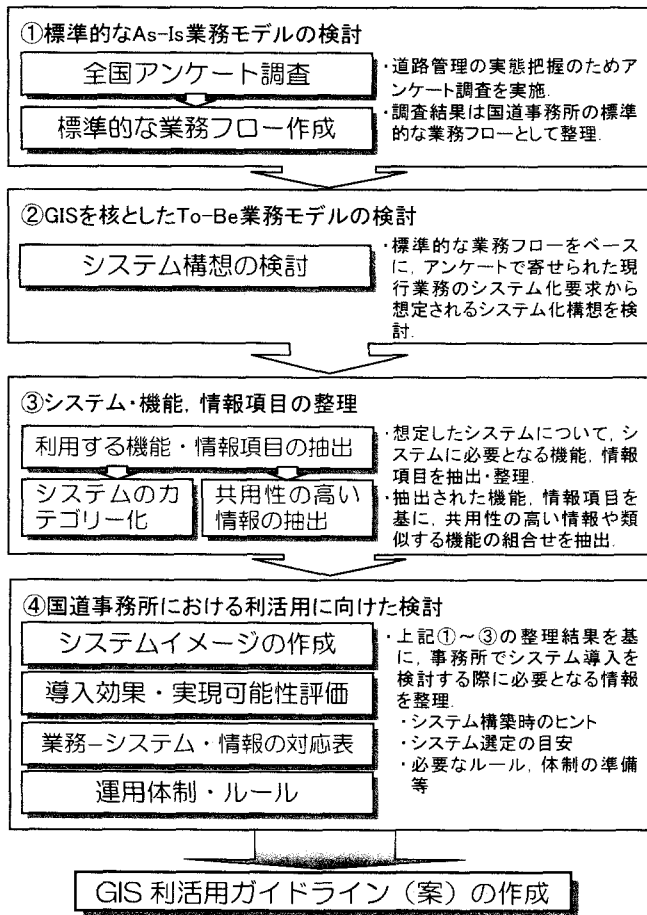 ①標準的なAs-Is業務モデルの検討
全国アンケート調査
標準的な業務フロー作成
・道路管理の実態把握のためア
ンケート調査を実施.
・調査結果は国道事務所の標準
的な業務フローとして整理.
②GISを核としたTo-Be業務モデルの検討
システム構想の検討
・標準的な業務フローをベース
に,アンケートで寄せられた現
行業務のシステム化要求から
想定されるシステム化構想を検
討.
③システム・機能,情報項目の整理
利用する機能・情報項目の抽出
システムのカ
テゴリー化
共用性の高い
情報の抽出
・想定したシステムについて,シ
ステムに必要となる機能,情報
項目を抽出・整理.
・抽出された機能,情報項目を
基に,共用性の高い情報や類
似する機能の組合せを抽出.
④国道事務所における利活用に向けた検討
システムイメージの作成
導入効果・実現可能性評価
業務−システム・情報の対応表
運用体制・ルール
・上記①~③の整理結果を基
に,事務所でシステム導入を
検討する際に必要となる情報
を整理.
・システム構築時のヒント
・システム選定の目安
・必要なルール,体制の準備
等
GIS 利活用ガイドライン(案)の作成